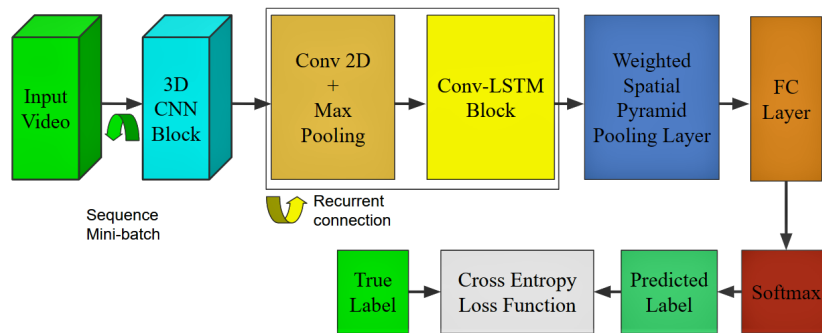 Input
Video
3D
CNN
Block
Conv 2D
+
Max
Pooling
Conv-LSTM
Block
Weighted
Spatial
Pyramid
Pooling Layer
FC
Layer
Sequence
Mini-batch
Recurrent
connection
True
Label
Cross Entropy
Loss Function
Predicted
Label
Softmax